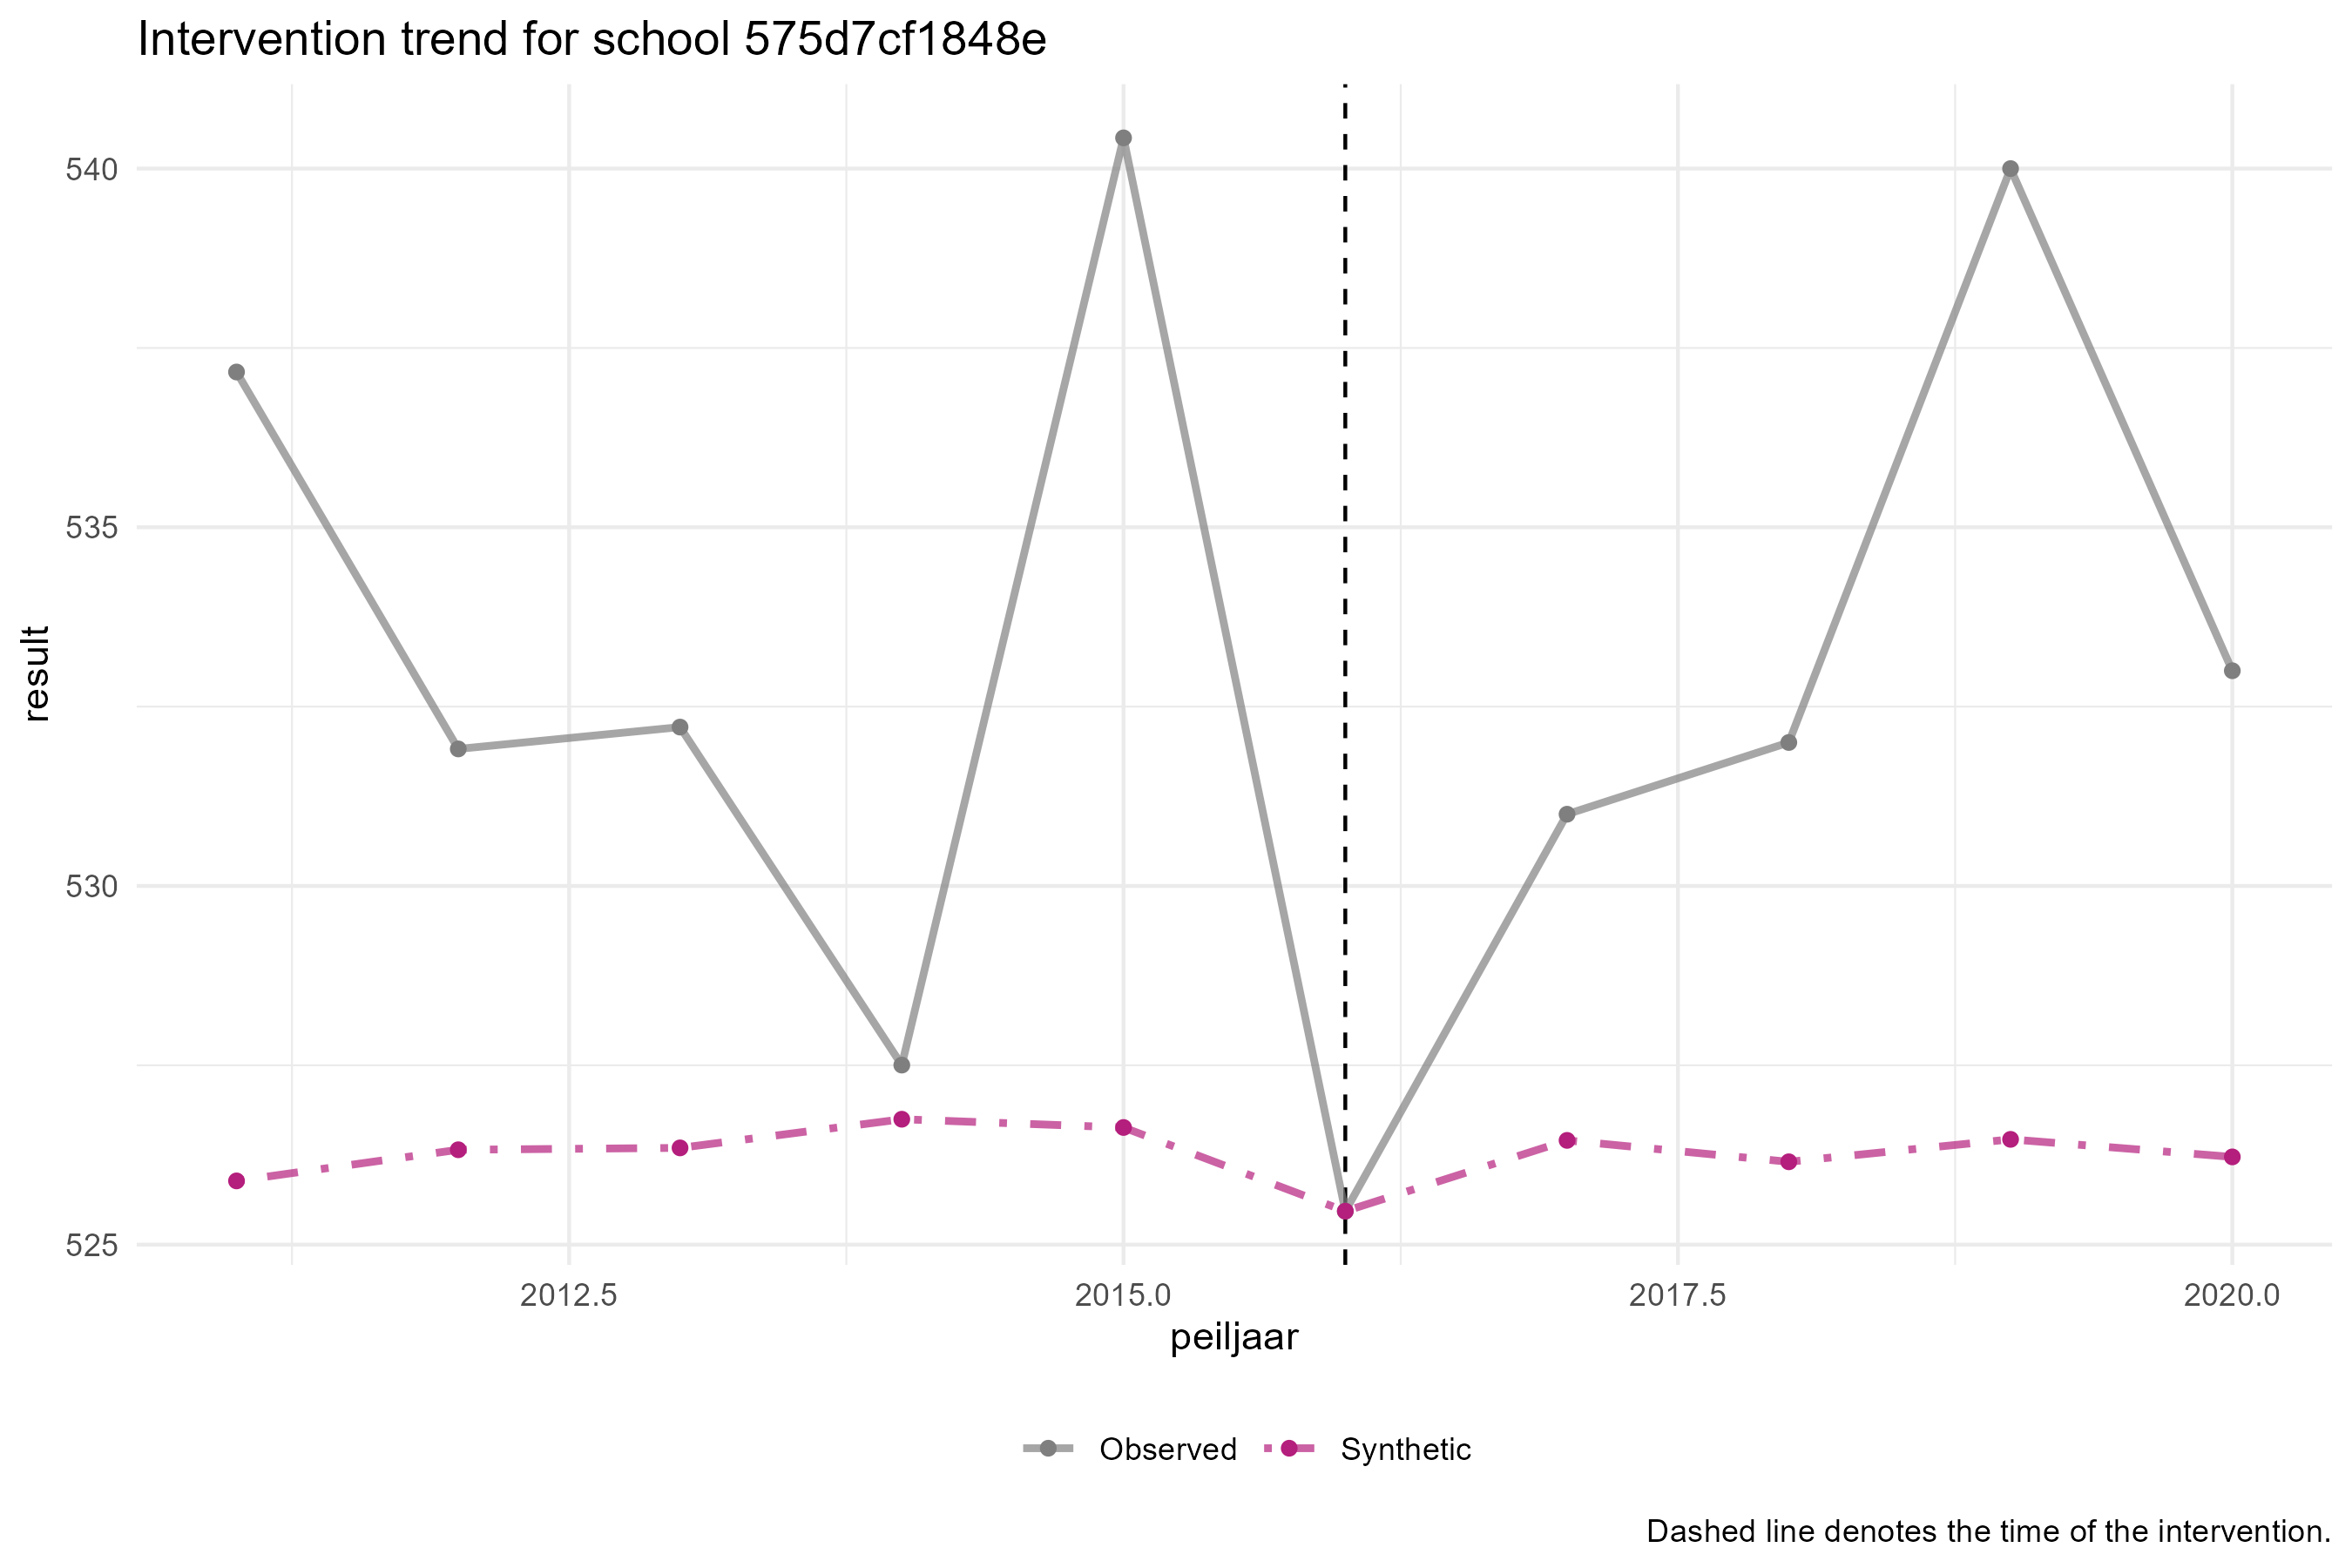 Intervention trend for school 575d7cf1848e
540
535
530
525
result
2012.5 2015.0 2017.5 2020.0
peiljaar
Observed Synthetic
Dashed line denotes the time of the intervention.